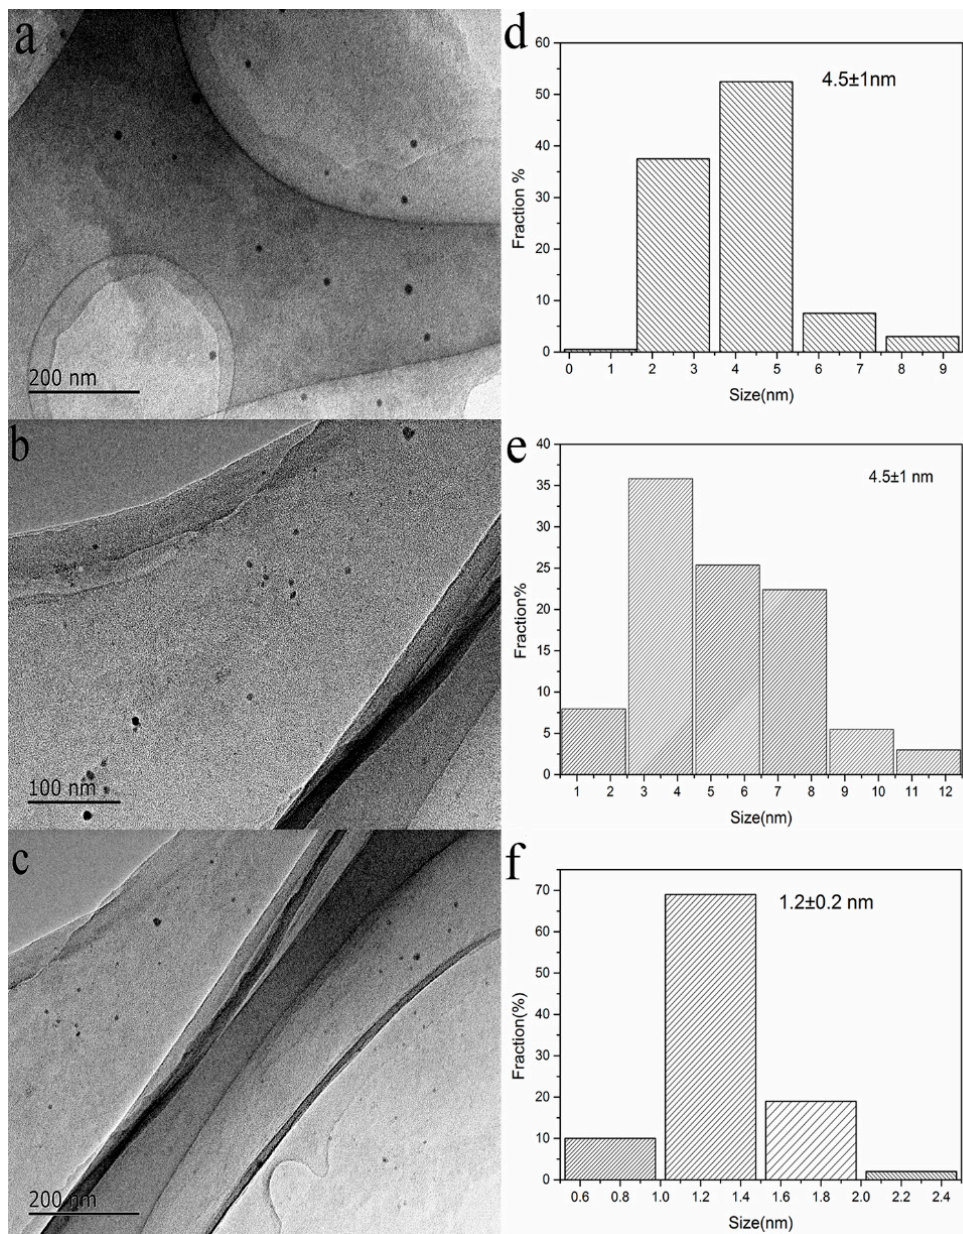 a
200 nm
b
100 nm
c
200 nm
d
60
50
40
30
20
10
0
Fraction %
4.5±1nm
0 1 2 3 4 5 6 7 8 9
Size(nm)
e
40
35
30
25
20
15
10
5
0
Fraction%
4.5±1 nm
1 2 3 4 5 6 7 8 9 10 11 12
Size(nm)
f
70
60
50
40
30
20
10
0
Fraction(%)
1.2±0.2 nm
0.6 0.8 1.0 1.2 1.4 1.6 1.8 2.0 2.2 2.4
Size(nm)